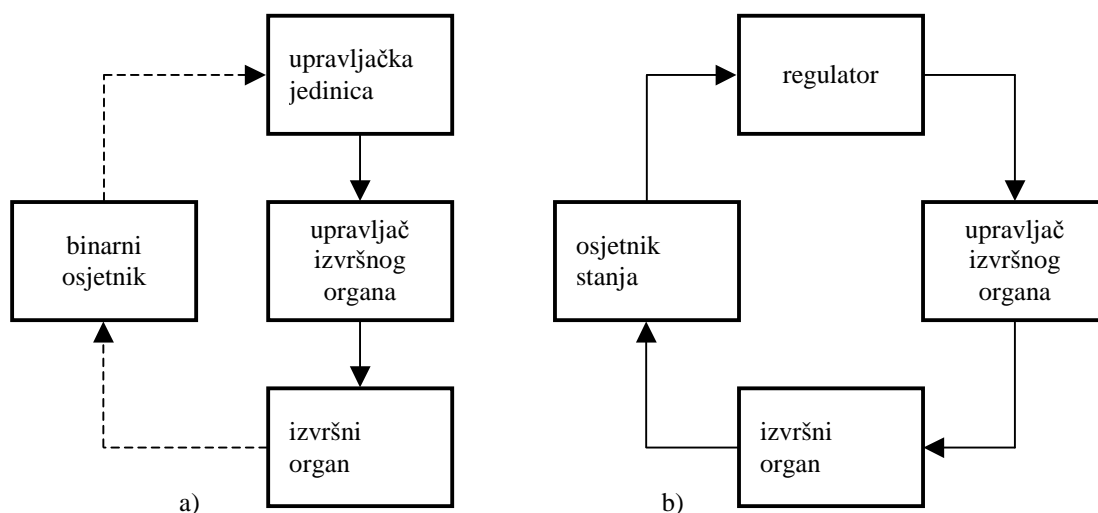 upravljačka
jedinica
binarni
osjetnik
upravljač
izvršnog
organa
izvršni
organ
a)
regulator
osjetnik
stanja
upravljač
izvršnog
organa
izvršni
organ
b)